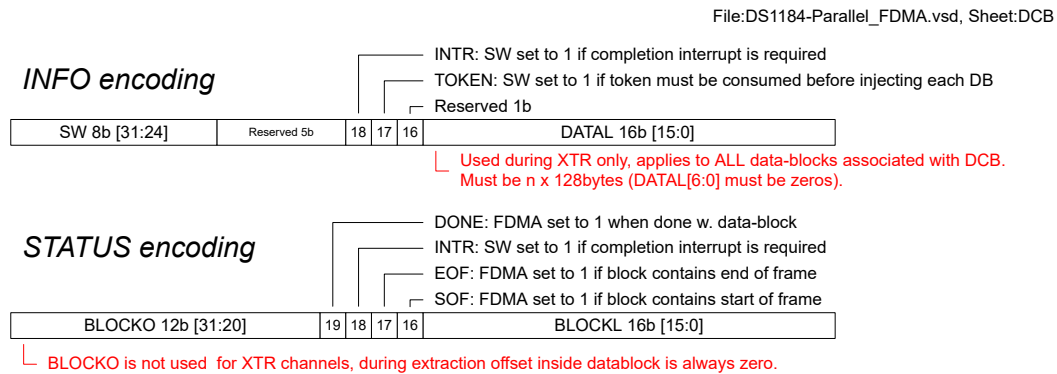 File:DS1184-Parallel_FDMA.vsd, Sheet:DCB
INTR: SW set to 1 if completion interrupt is required
INFO encoding
TOKEN: SW set to 1 if token must be consumed before injecting each DB
Reserved 1b
SW 8b [31:24] Reserved 5b 18 17 16 DATAL 16b [15:0]
Used during XTR only, applies to ALL data-blocks associated with DCB.
Must be n x 128bytes (DATAL[6:0] must be zeros).
DONE: FDMA set to 1 when done w. data-block
STATUS encoding
INTR: SW set to 1 if completion interrupt is required
EOF: FDMA set to 1 if block contains end of frame
SOF: FDMA set to 1 if block contains start of frame
BLOCKO 12b [31:20] 19 18 17 16 BLOCKL 16b [15:0]
BLOCKO is not used for XTR channels, during extraction offset inside datablock is always zero.